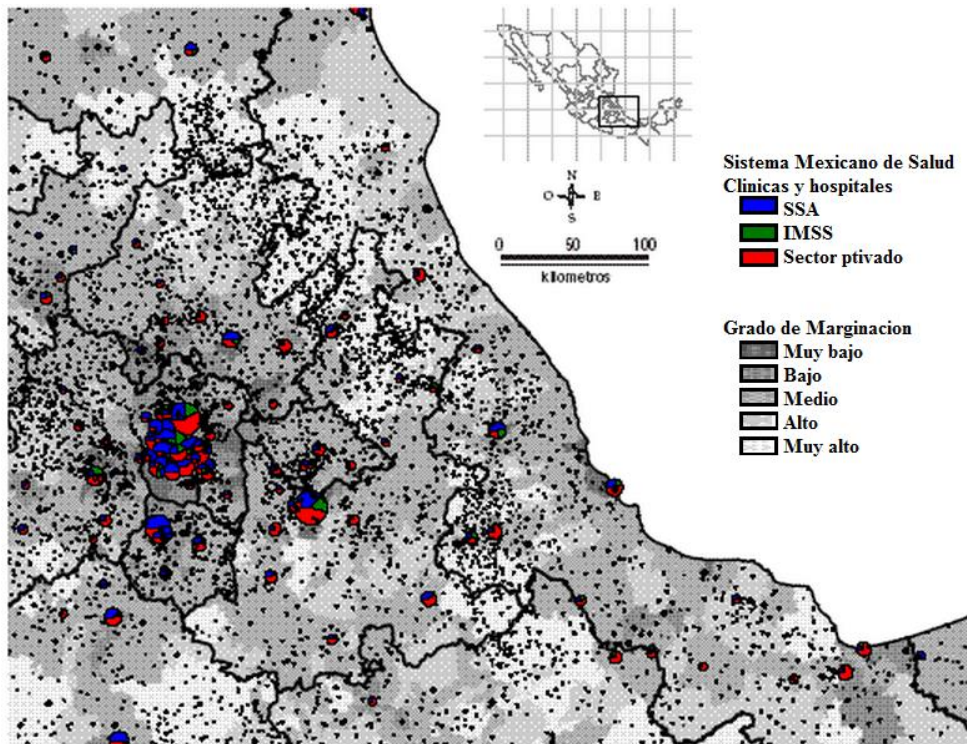 N
O E
S
0 50 100
kilometros
Sistema Mexicano de Salud
Clinicas y hospitales
SSA
IMSS
Sector ptivado
Grado de Marginacion
Muy bajo
Bajo
Medio
Alto
Muy alto